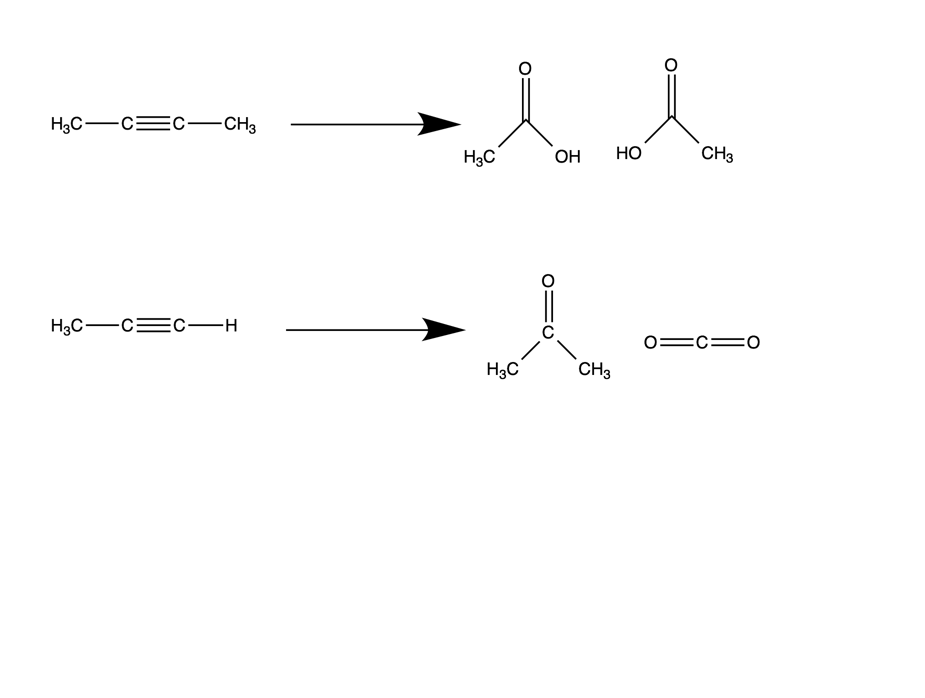 O O
H₃C C C CH₃
H₃C OH HO CH₃
O
H₃C C C H C O C O
H₃C CH₃